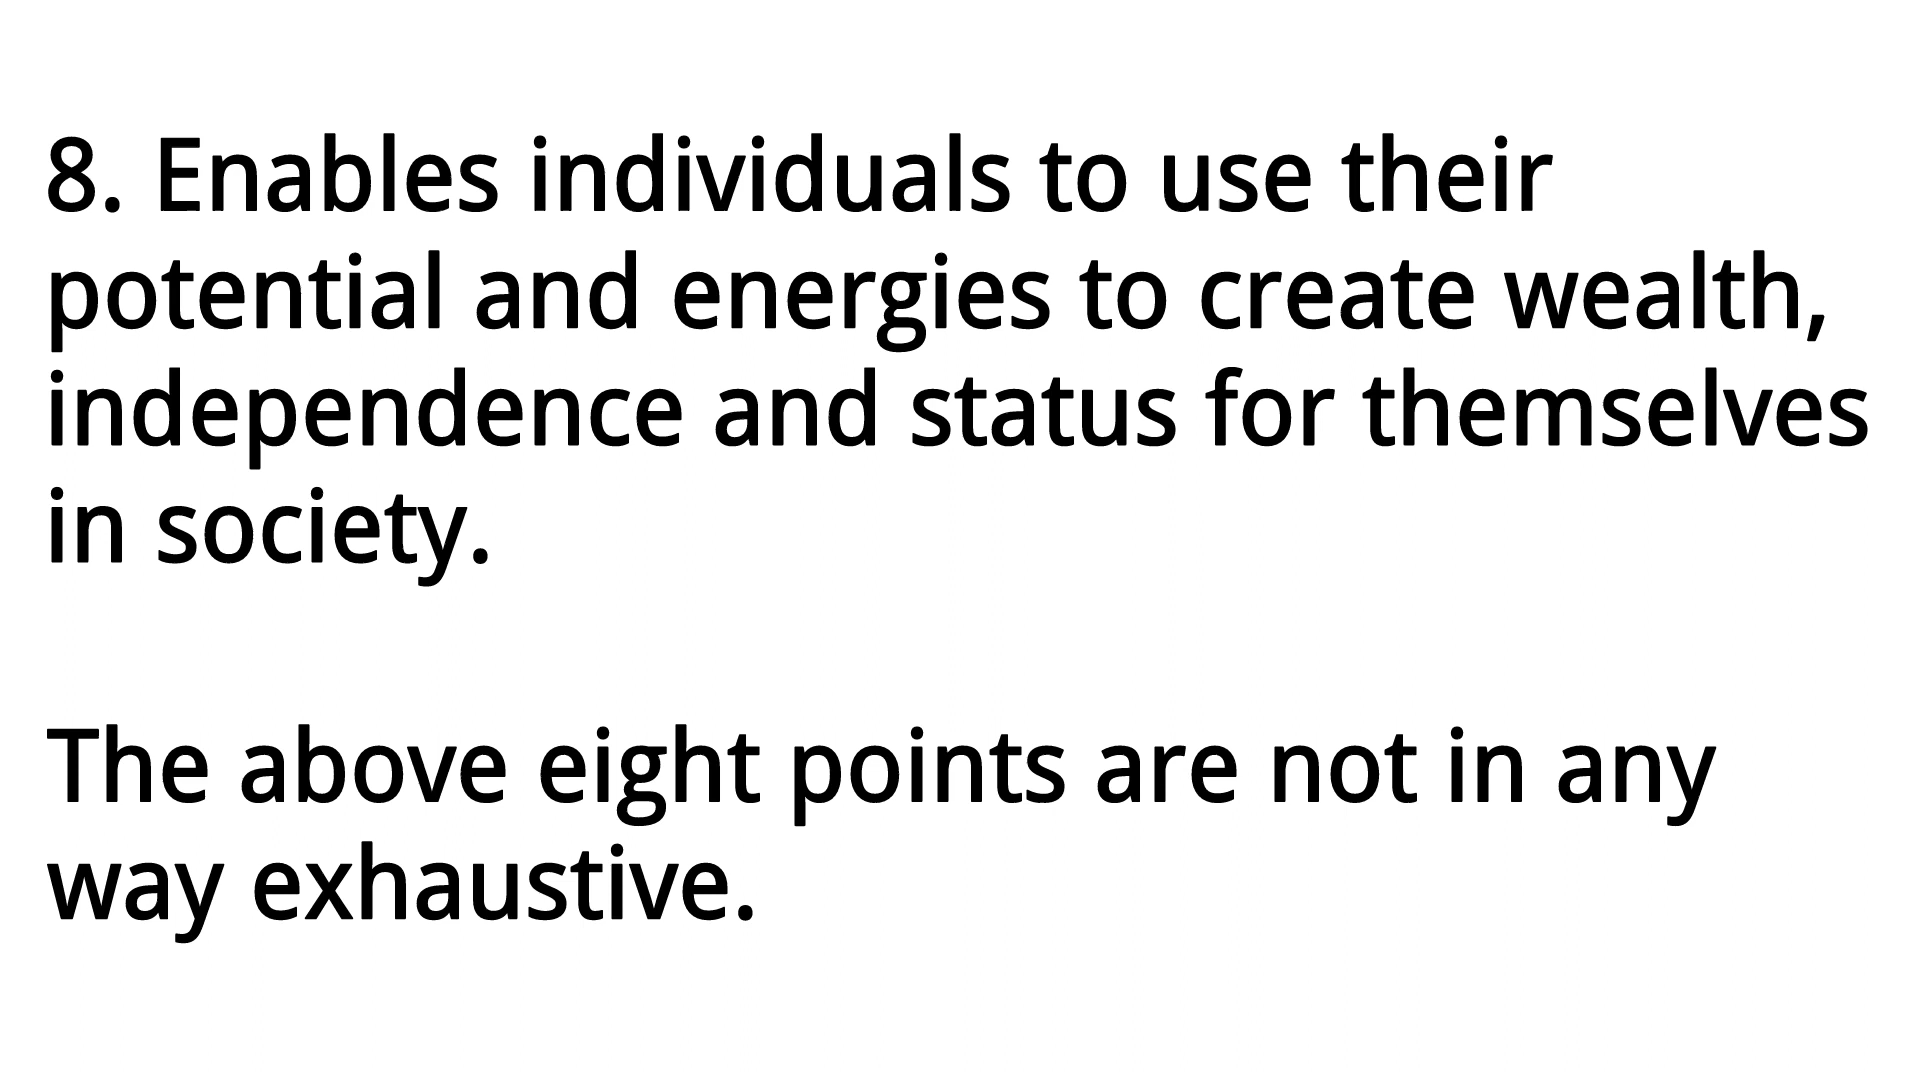 8. Enables individuals to use their
potential and energies to create wealth,
independence and status for themselves
in society.
The above eight points are not in any
way exhaustive.